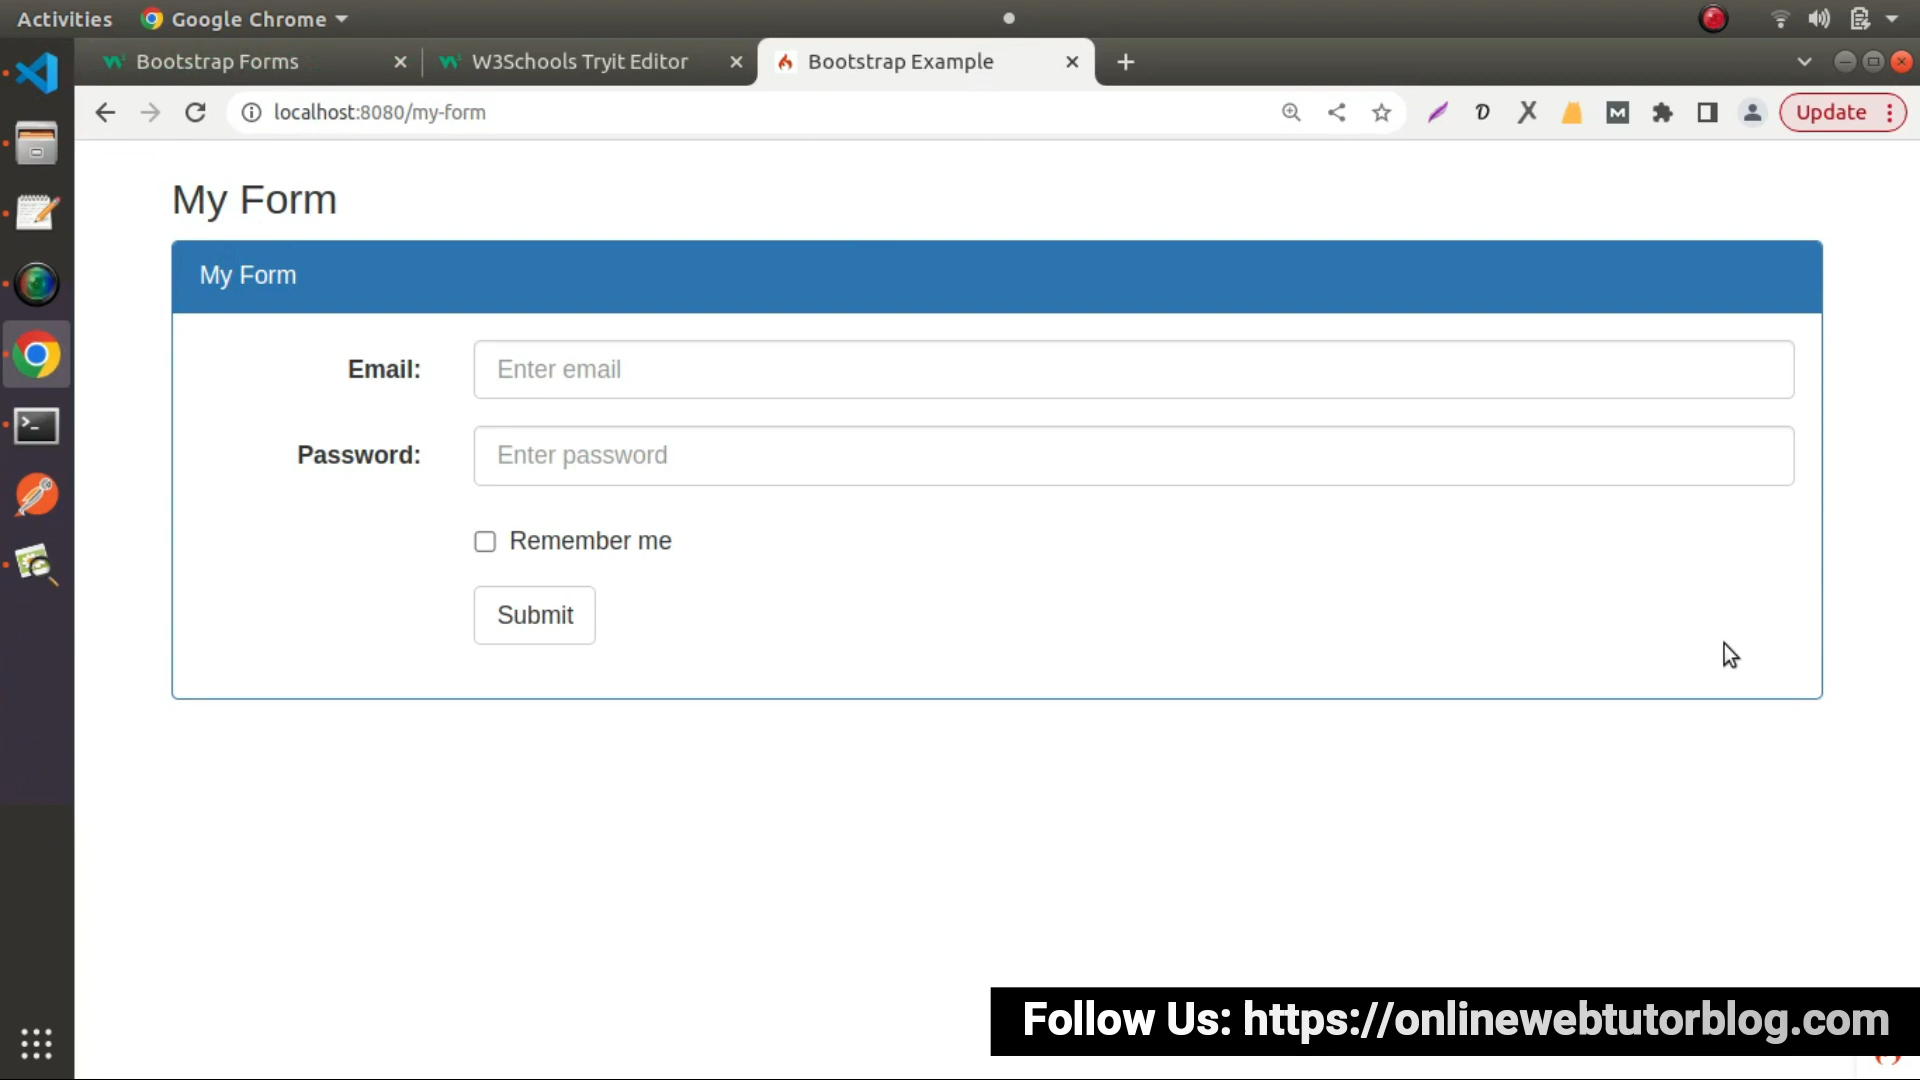 Activities
Google Chrome
Bootstrap Forms
W3Schools Tryit Editor
Bootstrap Example
localhost:8080/my-form
Update
My Form
My Form
Email:
Enter email
Password:
Enter password
Remember me
Submit
Follow Us: https://onlinewebtutorblog.com